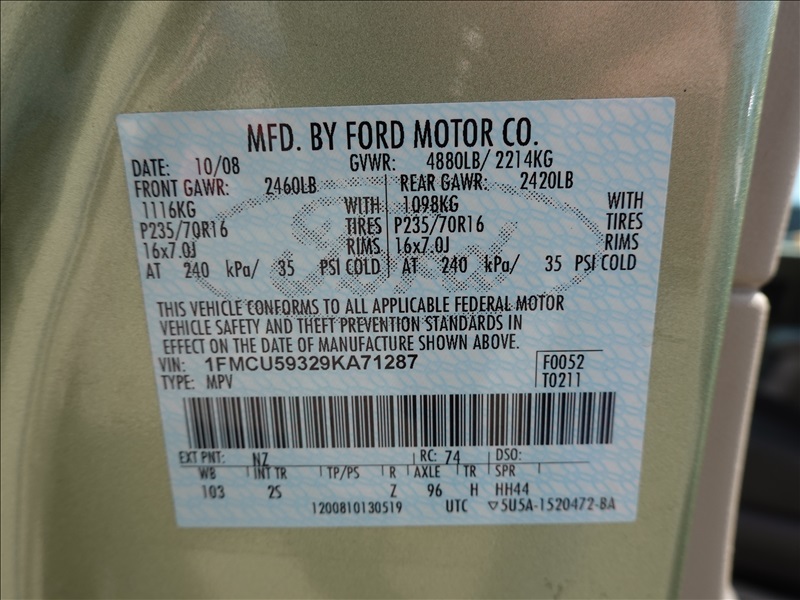 MFD. BY FORD MOTOR CO.
DATE: 10/08 GVWR: 4880LB/ 2214KG
FRONT GAWR: 2460LB REAR GAWR: 2420LB
1116KG WITH 1098KG WITH
P235/70R16 TIRES P235/70R16 TIRES
16x7.0J RIMS 16x7.0J RIMS
AT 240 kPa/ 35 PSI COLD AT 240 kPa/ 35 PSI COLD
THIS VEHICLE CONFORMS TO ALL APPLICABLE FEDERAL MOTOR
VEHICLE SAFETY AND THEFT PREVENTION STANDARDS IN
EFFECT ON THE DATE OF MANUFACTURE SHOWN ABOVE.
VIN: 1FMCU59329KA71287 F0052
TYPE: MPV T0211
EXT PNT: NZ RC: 74 DSO:
WB INT TR TP/PS R AXLE TR SPR
103 2S Z 96 H HH44
1200810130519 UTC ▽5U5A-1520472-BA